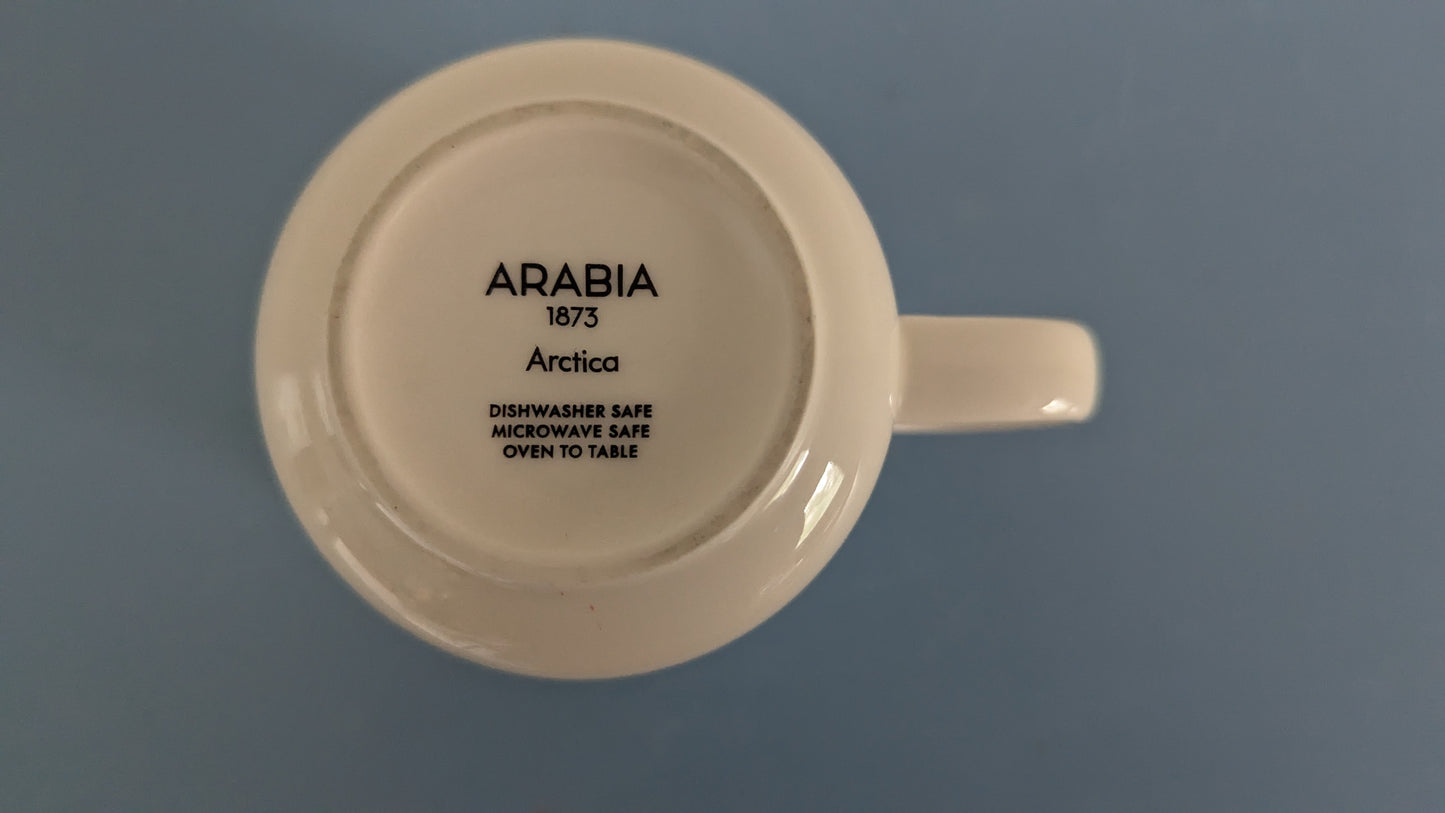 ARABIA
1873
Arctica
DISHWASHER SAFE
MICROWAVE SAFE
OVEN TO TABLE